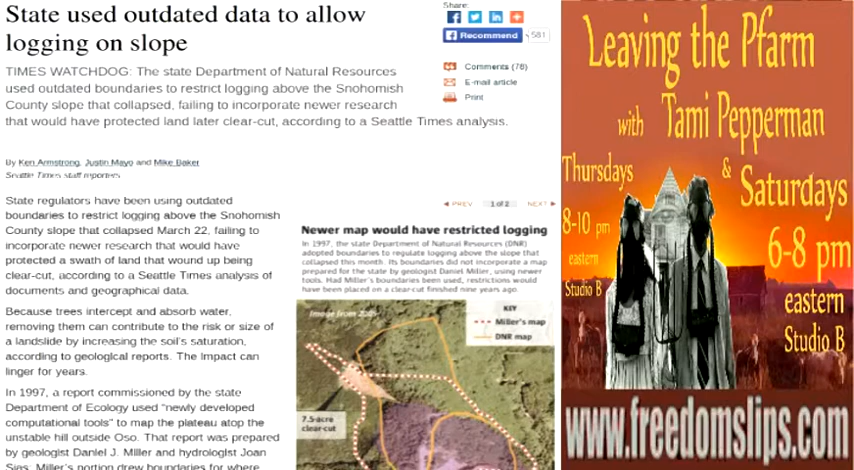 State used outdated data to allow
logging on slope
TIMES WATCHDOG: The state Department of Natural Resources
used outdated boundaries to restrict logging above the Snohomish
County slope that collapsed, failing to incorporate newer research
that would have protected land later clear-cut, according to a Seattle Times analysis.
Share:
Recommend
581
Comments (78)
E-mail article
Print
By Ken Armstrong, Justin Mayo and Mike Baker
Seattle Times staff reporters
State regulators have been using outdated
boundaries to restrict logging above the Snohomish
County slope that collapsed March 22, failing to
incorporate newer research that would have
protected a swath of land that wound up being
clear-cut, according to a Seattle Times analysis of
documents and geographical data.
Because trees intercept and absorb water,
removing them can contribute to the risk or size of
a landslide by increasing the soil's saturation,
according to geological reports. The impact can
linger for years.
In 1997, a report commissioned by the state
Department of Ecology used "newly developed
computational tools" to map the plateau atop the
unstable hill outside Oso. That report was prepared
by geologist Daniel J. Miller and hydrologist Joan
Sias. Miller's portion drew boundaries for where
PREV 1 of 2 NEXT
Newer map would have restricted logging
In 1997, the state Department of Natural Resources (DNR)
adopted boundaries to regulate logging above the slope that
collapsed this month. Its boundaries did not incorporate a map
prepared for the state by geologist Daniel Miller, using newer
tools. Had Miller's boundaries been used, restrictions would
have been placed on a clear-cut finished nine years ago.
Image from 2005
KEY
Miller's map
DNR map
7.5-acre
clear-cut
Leaving the Pfarm
with Tami Pepperman
Thursdays
8-10 pm
eastern
Studio B
&
Saturdays
6-8 pm
eastern
Studio B
www.freedomslips.com